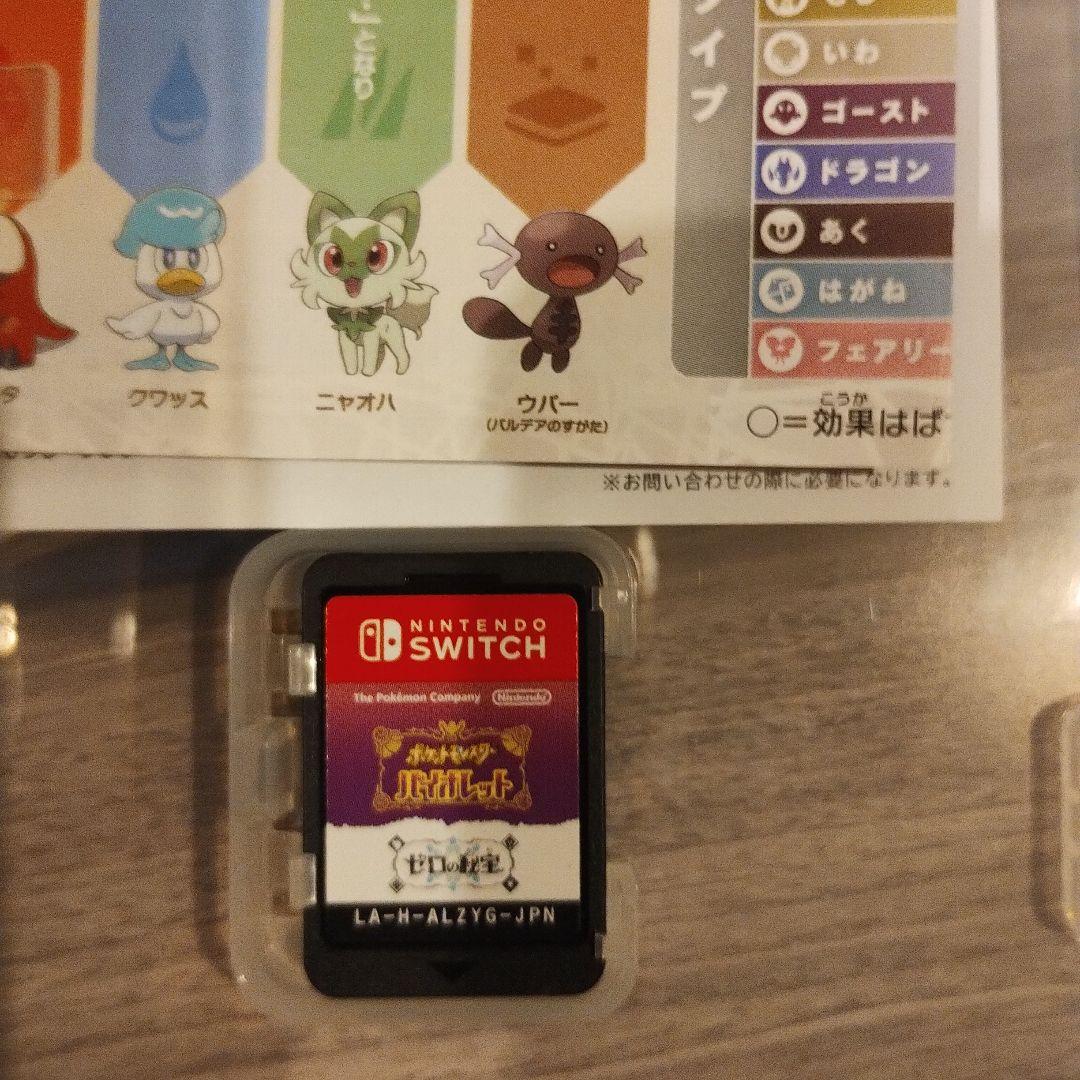 タイプ
いわ
ゴースト
ドラゴン
あく
はがね
フェアリー
クワッス
ニャオハ
ウパー
(パルデアのすがた)
こうか
○=効果はば
※お問い合わせの際に必要になります。
NINTENDO
SWITCH
The Pokémon Company Nintendo
ポケットモンスター
バイオレット
ゼロの秘宝
LA-H-ALZYG-JPN